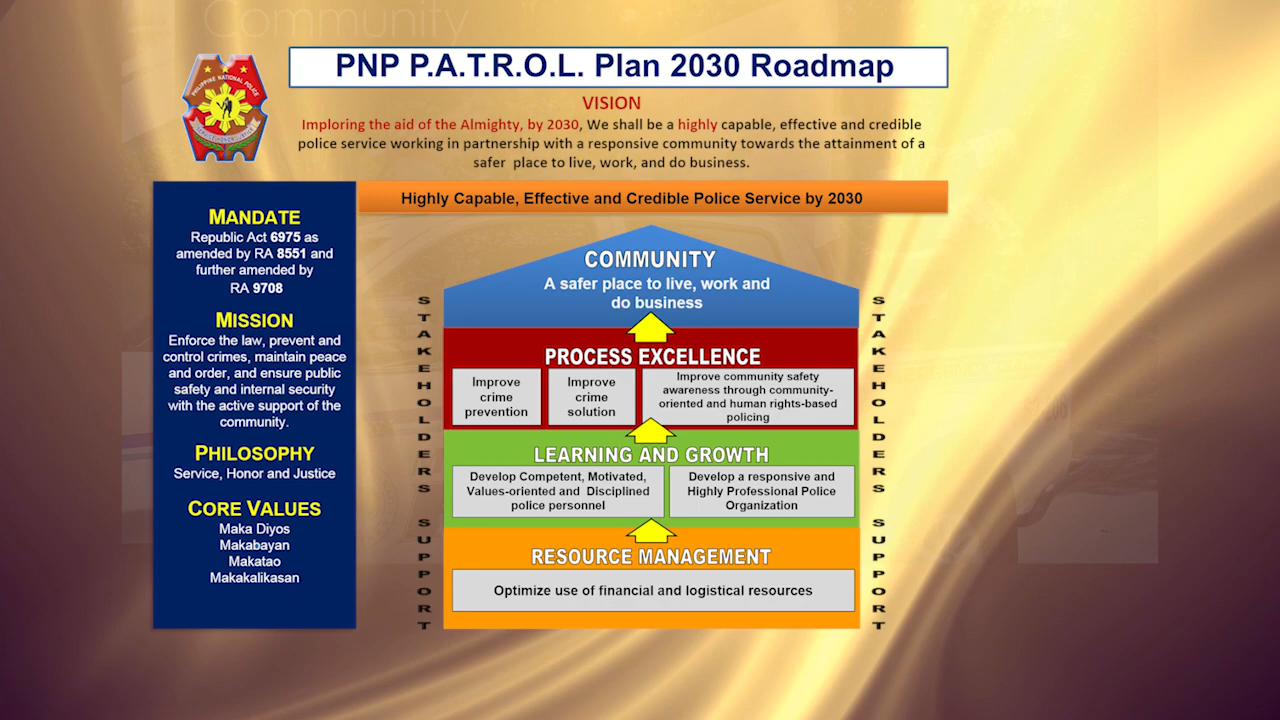 Community
PNP P.A.T.R.O.L. Plan 2030 Roadmap
PHILIPPINE NATIONAL POLICE
SERVICE HONOR JUSTICE
VISION
Imploring the aid of the Almighty, by 2030, We shall be a highly capable, effective and credible
police service working in partnership with a responsive community towards the attainment of a
safer place to live, work, and do business.
Highly Capable, Effective and Credible Police Service by 2030
MANDATE
Republic Act 6975 as
amended by RA 8551 and
further amended by
RA 9708
MISSION
Enforce the law, prevent and
control crimes, maintain peace
and order, and ensure public
safety and internal security
with the active support of the
community.
PHILOSOPHY
Service, Honor and Justice
CORE VALUES
Maka Diyos
Makabayan
Makatao
Makakalikasan
STAKEHOLDERS SUPPORT
COMMUNITY
A safer place to live, work and
do business
PROCESS EXCELLENCE
Improve
crime
prevention
Improve
crime
solution
Improve community safety
awareness through community-
oriented and human rights-based
policing
LEARNING AND GROWTH
Develop Competent, Motivated,
Values-oriented and Disciplined
police personnel
Develop a responsive and
Highly Professional Police
Organization
RESOURCE MANAGEMENT
Optimize use of financial and logistical resources
STAKEHOLDERS SUPPORT